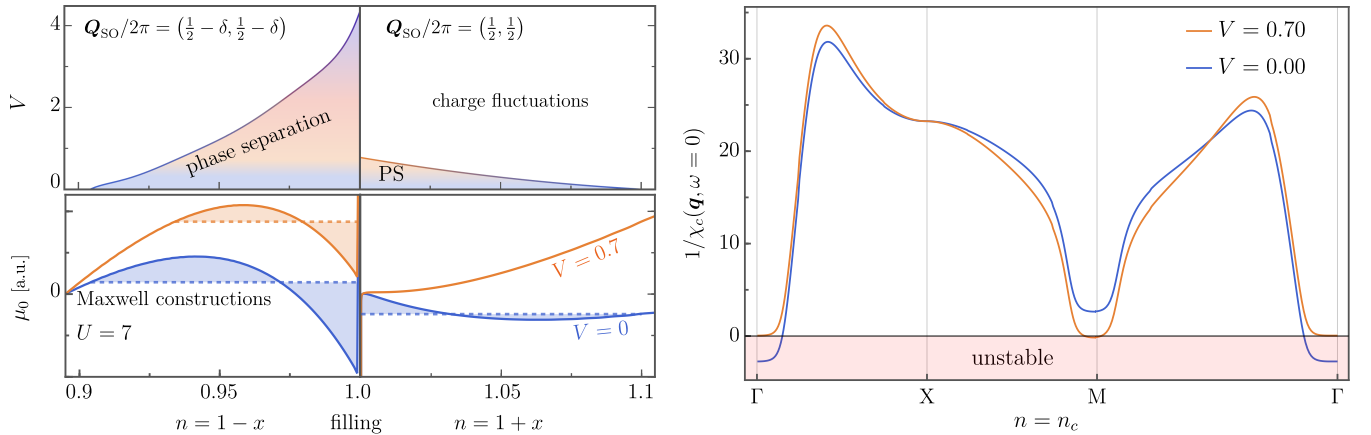 Q_SO/2π = (1/2 − δ, 1/2 − δ)
Q_SO/2π = (1/2, 1/2)
4
2
0
V
phase separation
charge fluctuations
PS
0
μ₀ [a.u.]
Maxwell constructions
U = 7
V = 0.7
V = 0
0.9
0.95
1.0
1.05
1.1
n = 1 − x
filling
n = 1 + x
V = 0.70
V = 0.00
30
20
10
0
1/χ_c(q, ω = 0)
unstable
Γ
X
M
Γ
n = n_c